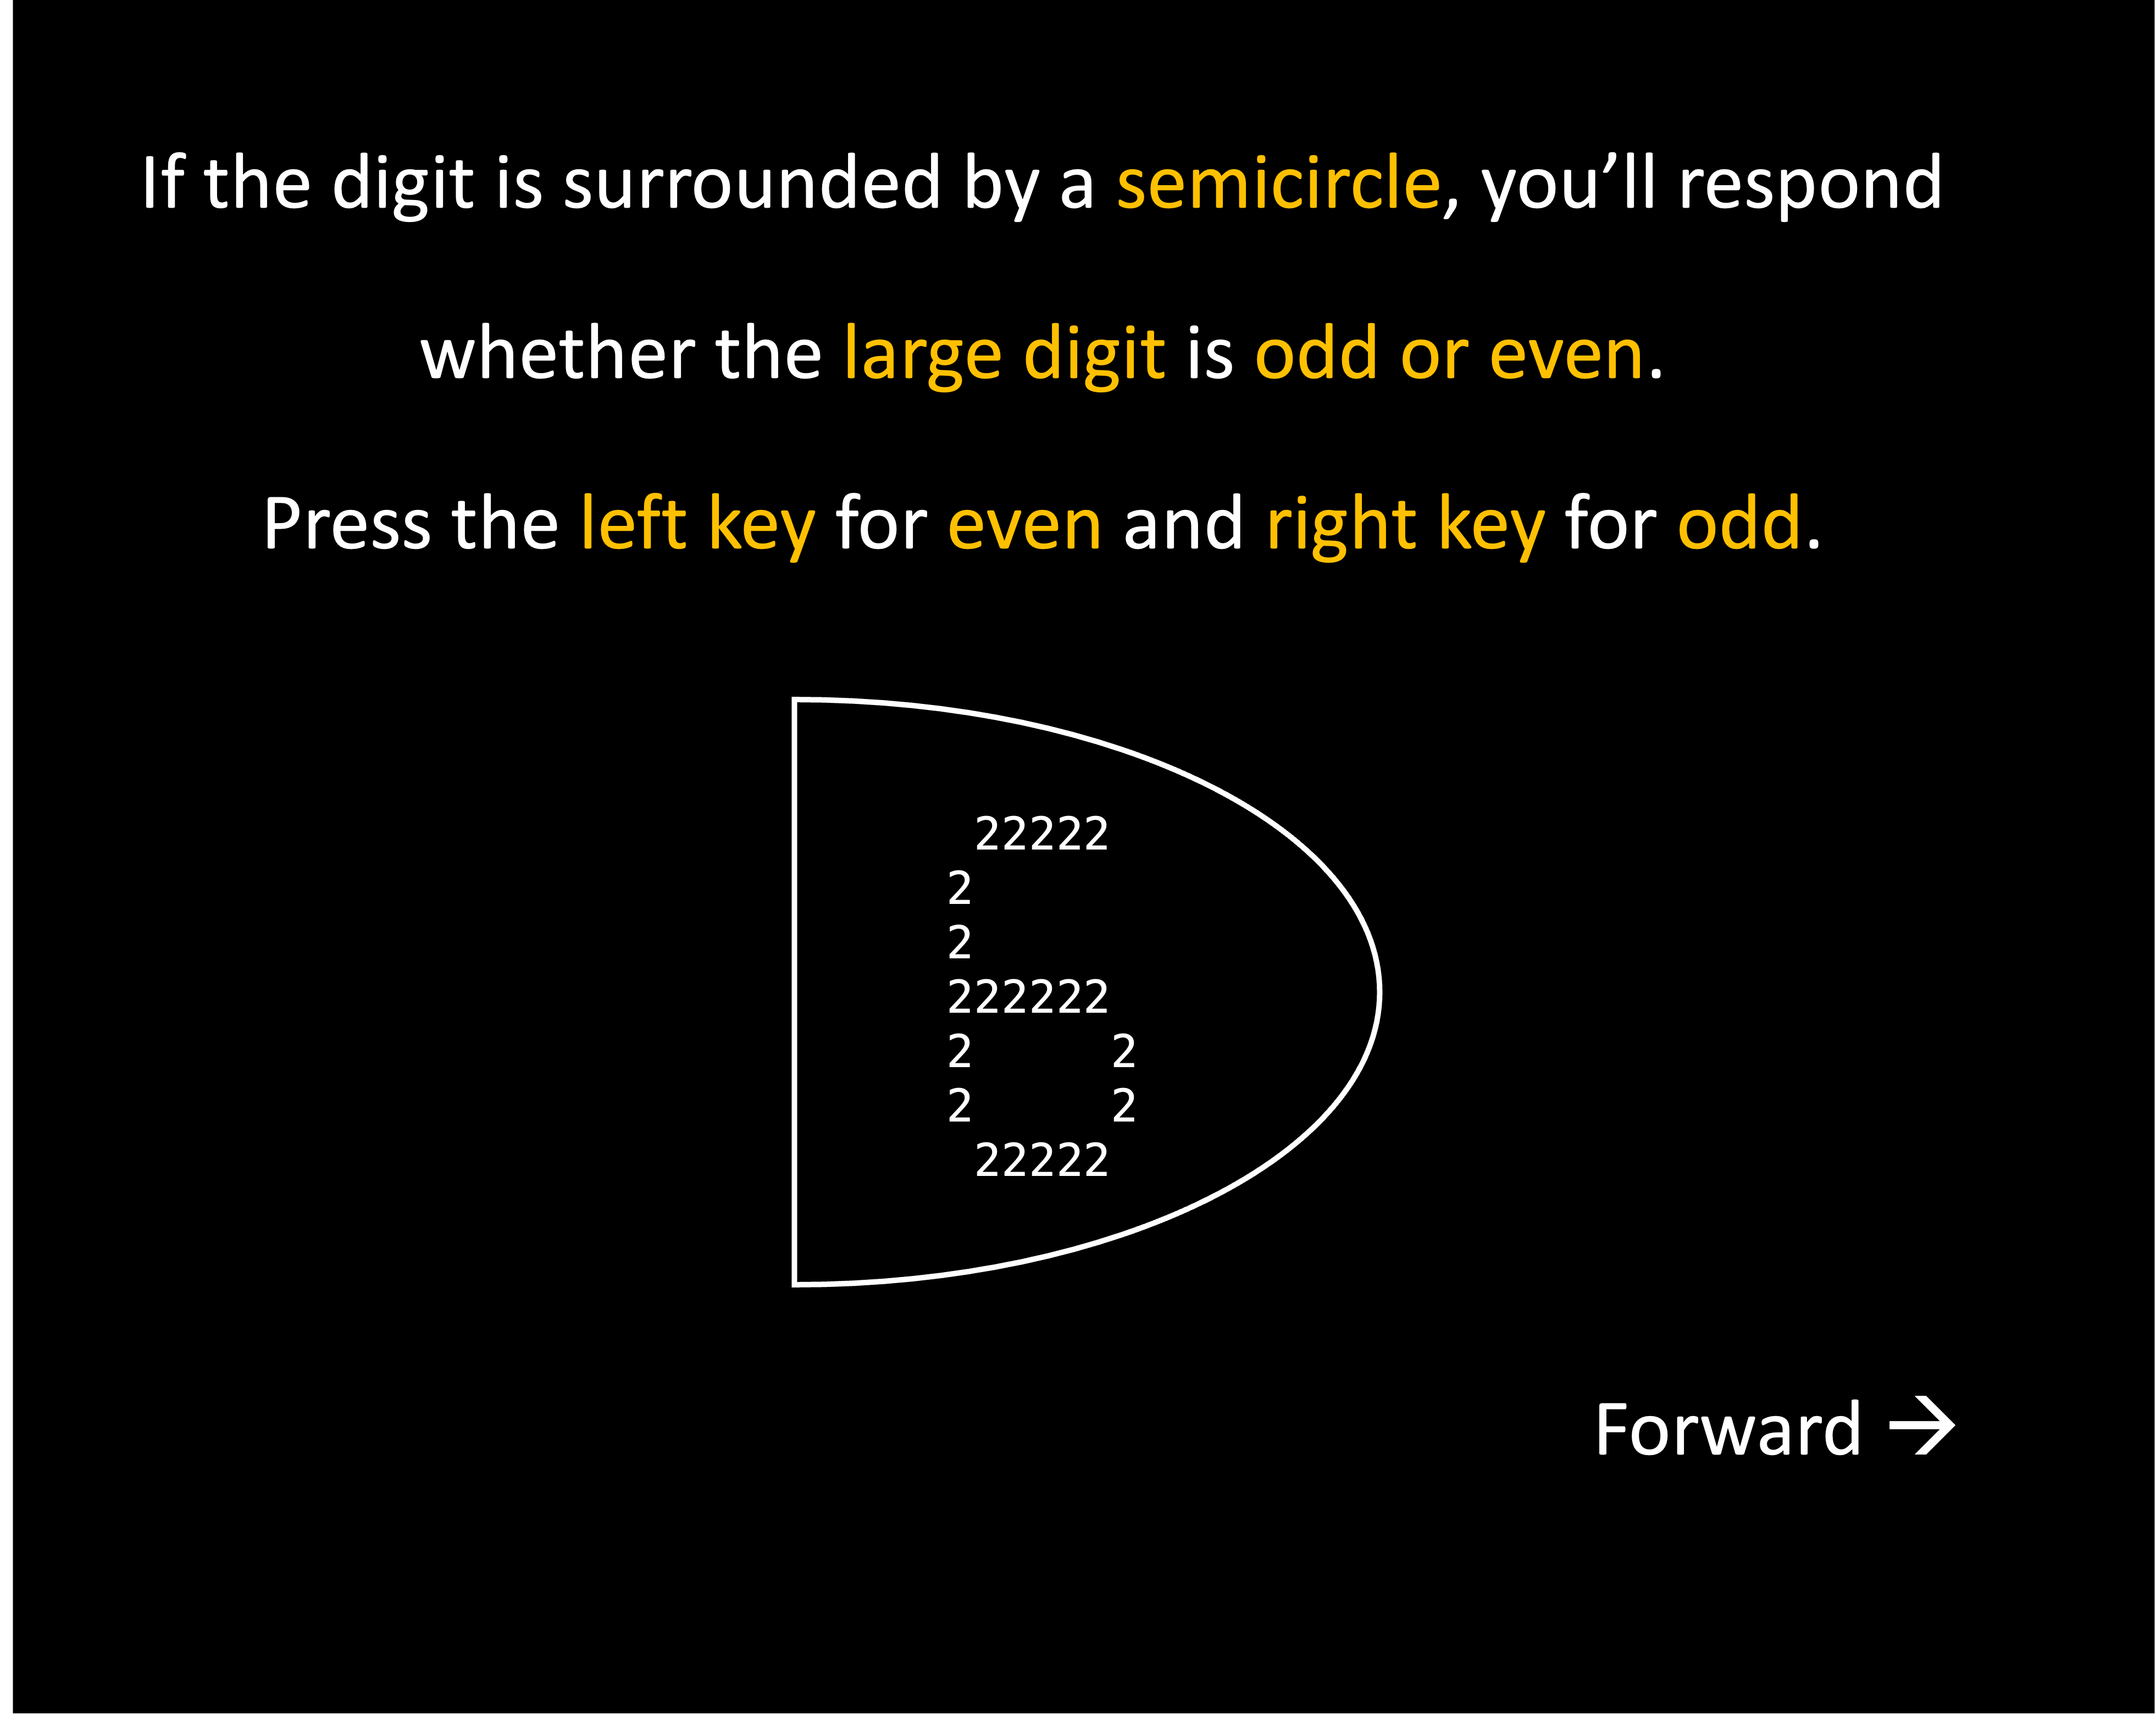 If the digit is surrounded by a semicircle, you’ll respond
whether the large digit is odd or even.
Press the left key for even and right key for odd.
22222
2
2
222222
2 2
2 2
22222
Forward →